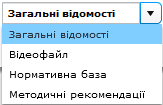 Загальні відомості
Загальні відомості
Відеофайл
Нормативна база
Методичні рекомендації